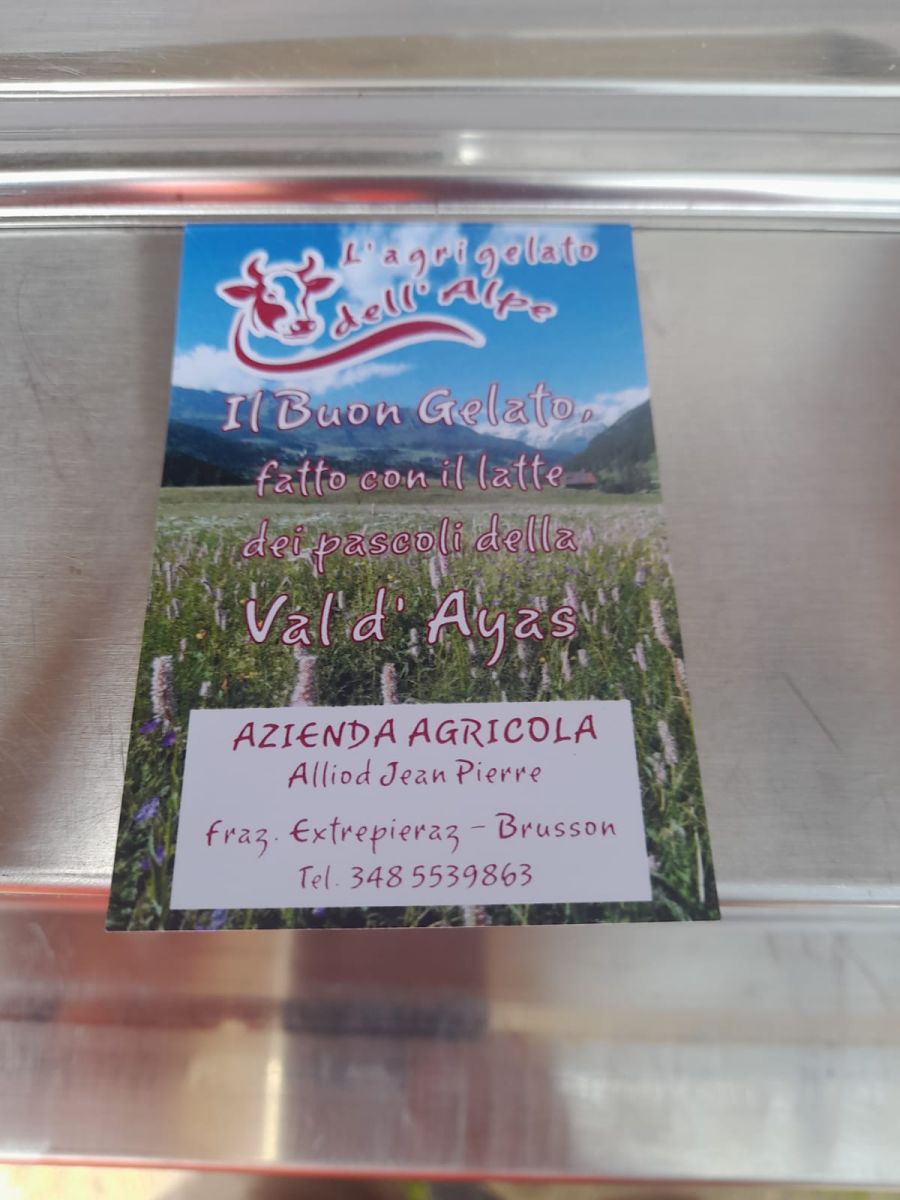 L'agrigelato
dell'Alpe
Il Buon Gelato,
fatto con il latte
dei pascoli della
Val d' Ayas
AZIENDA AGRICOLA
Alliod Jean Pierre
fraz. Extrepieraz - Brusson
Tel. 348 5539863